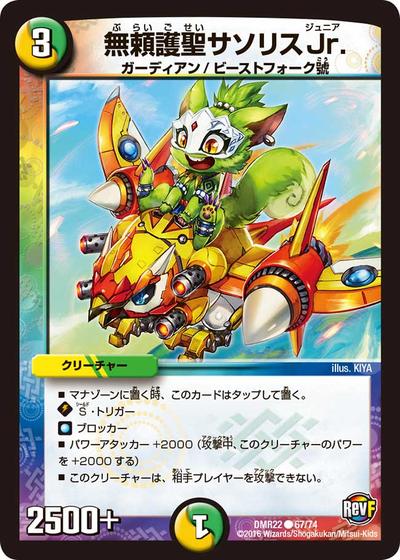 3
ぶらいごせい ジュニア
無頼護聖サソリスJr.
ガーディアン / ビーストフォーク號
illus. KIYA
クリーチャー
■ マナゾーンに置く時、このカードはタップして置く。
S・トリガー
ブロッカー
■ パワーアタッカー +2000 (攻撃中、このクリーチャーのパワー
を +2000 する)
■ このクリーチャーは、相手プレイヤーを攻撃できない。
RevF
DMR22 67/74
©2016 Wizards/Shogakukan/Mitsui-Kids
2500+
1